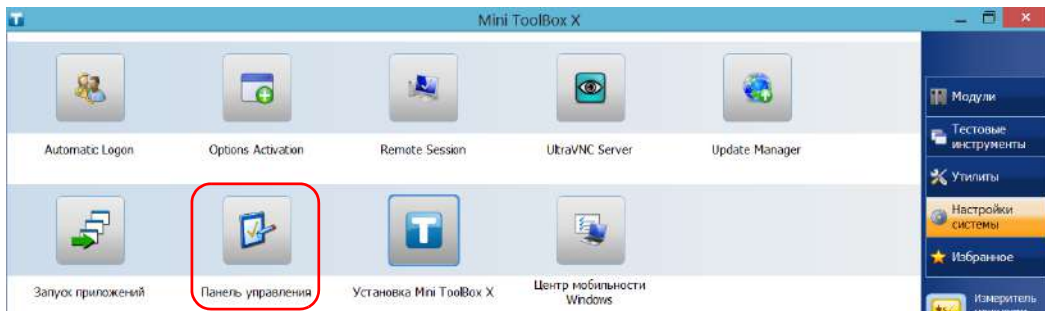 Mini ToolBox X
Automatic Logon
Options Activation
Remote Session
UltraVNC Server
Update Manager
Запуск приложений
Панель управления
Установка Mini ToolBox X
Центр мобильности
Windows
Модули
Тестовые
инструменты
Утилиты
Настройки
системы
Избранное
Измеритель